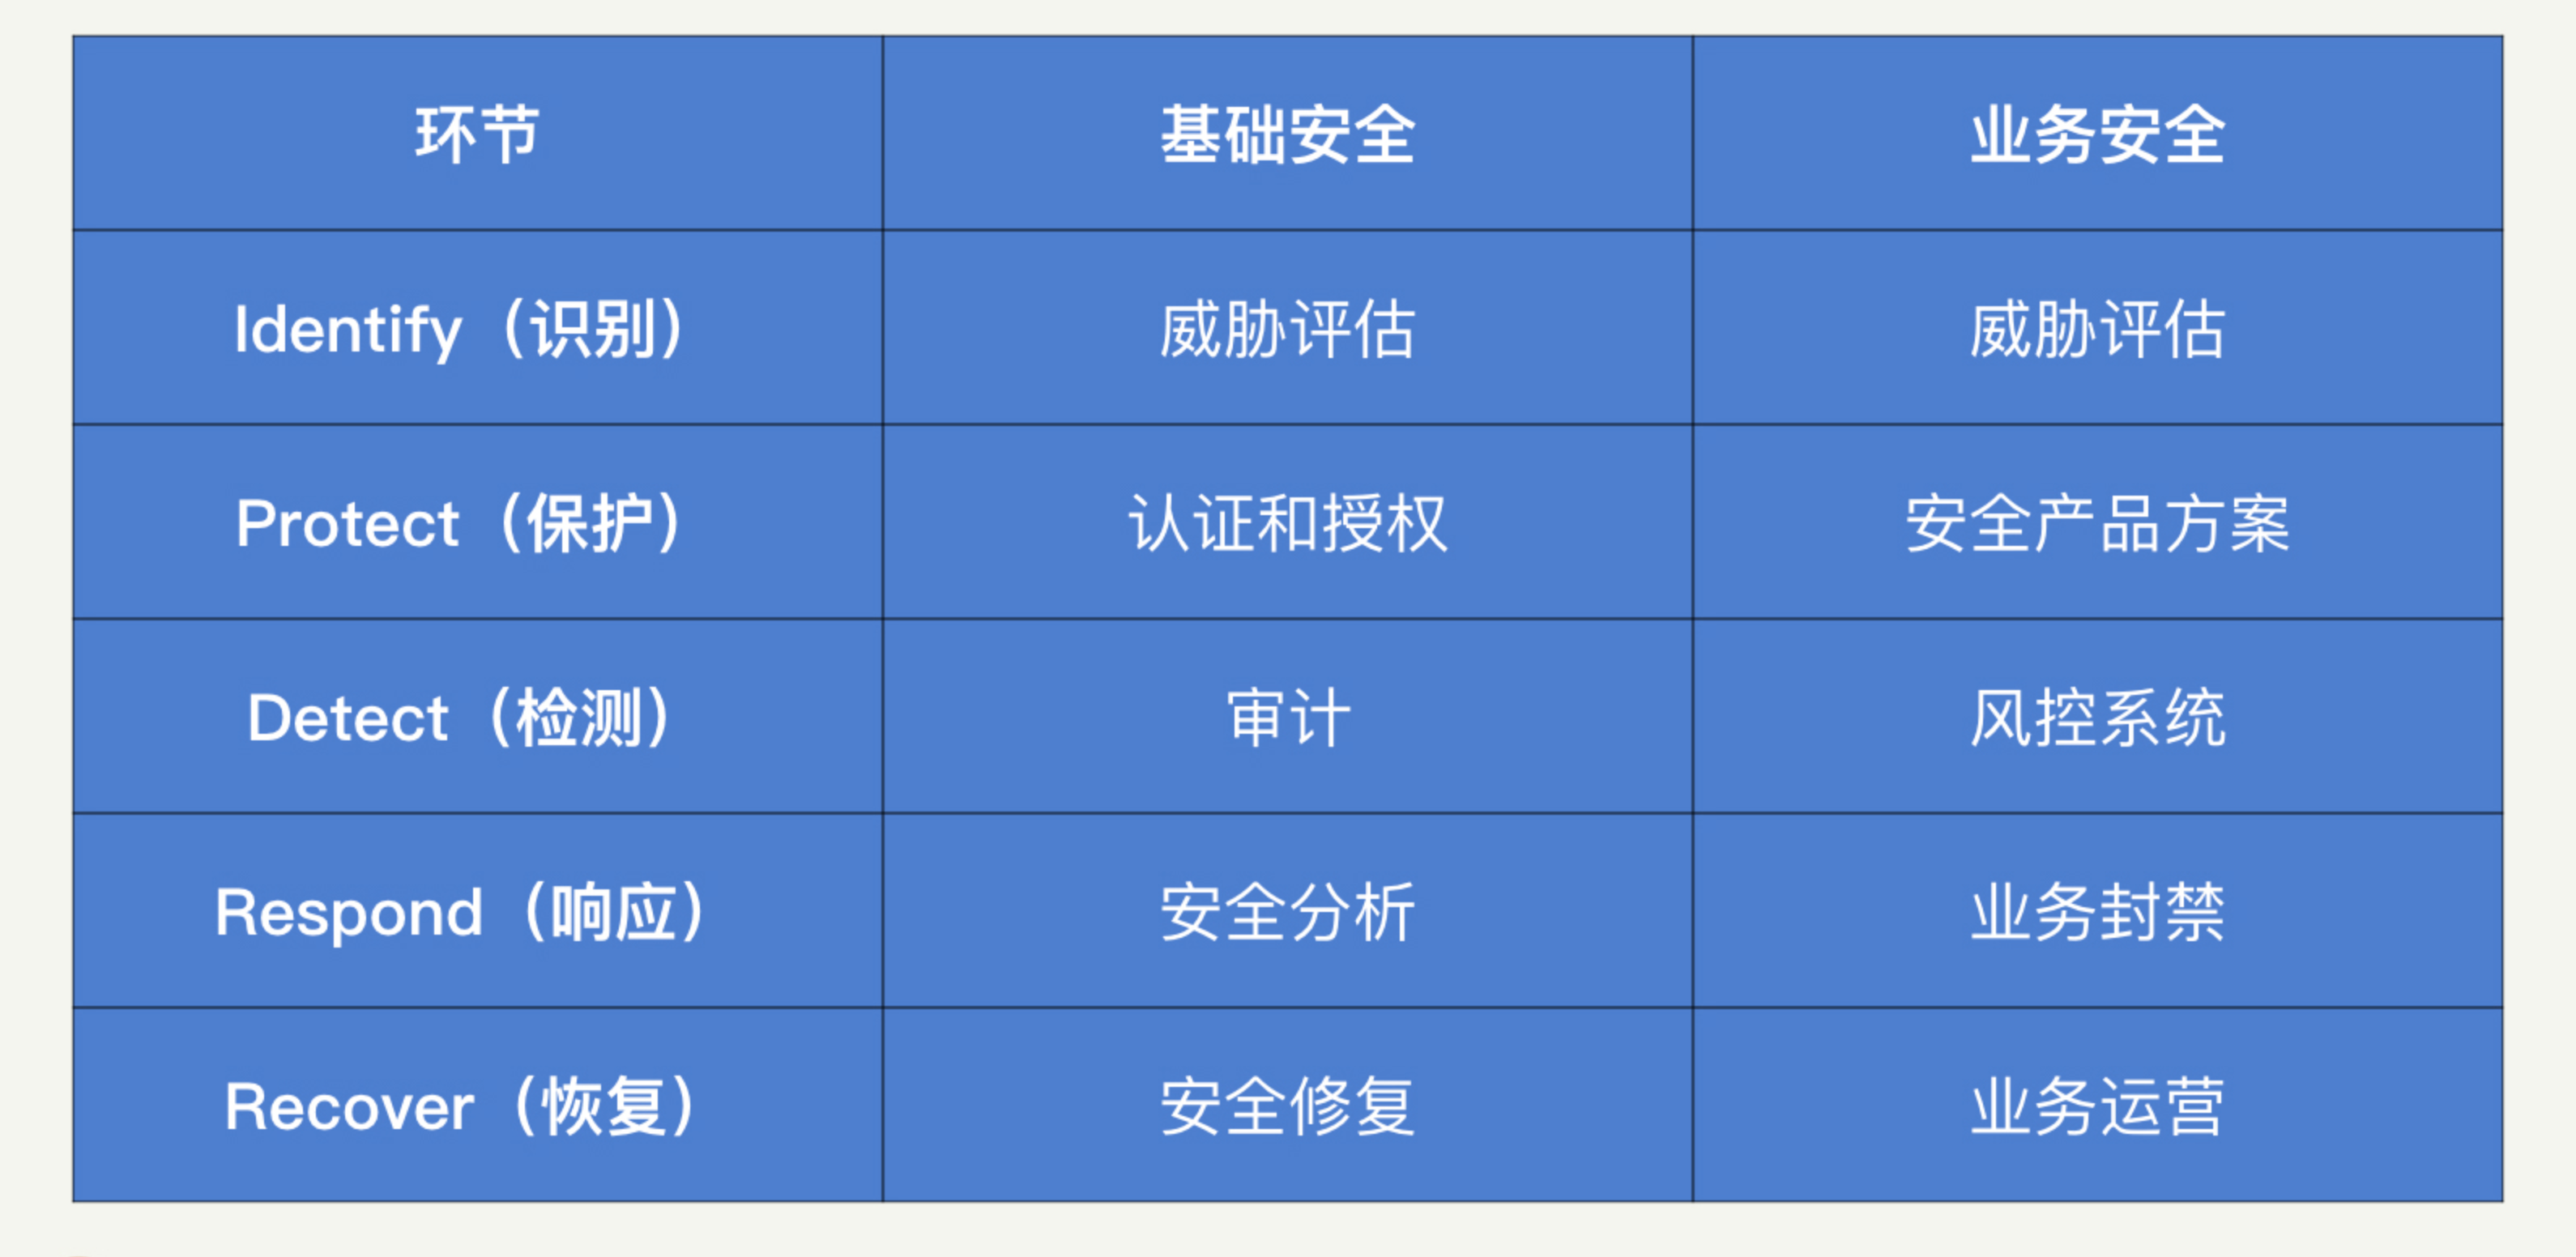 环节 基础安全 业务安全
Identify（识别） 威胁评估 威胁评估
Protect（保护） 认证和授权 安全产品方案
Detect（检测） 审计 风控系统
Respond（响应） 安全分析 业务封禁
Recover（恢复） 安全修复 业务运营